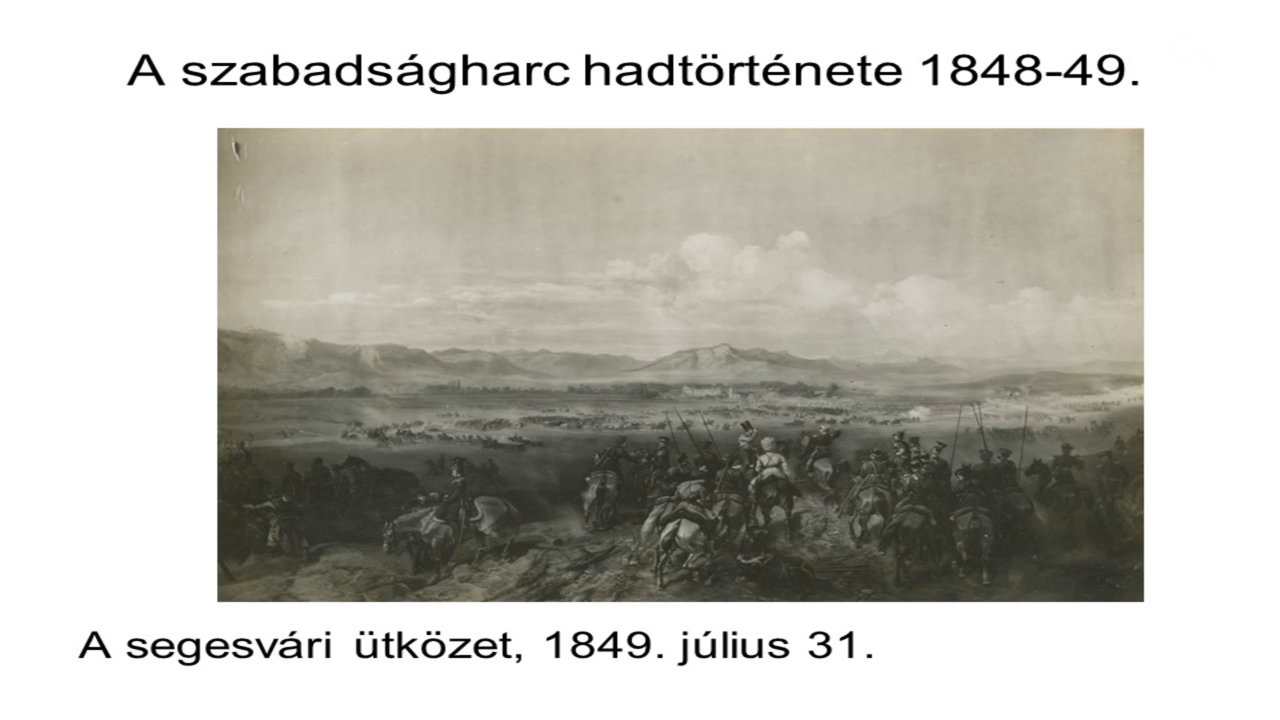 A szabadságharc hadtörténete 1848-49.
A segesvári ütközet, 1849. július 31.